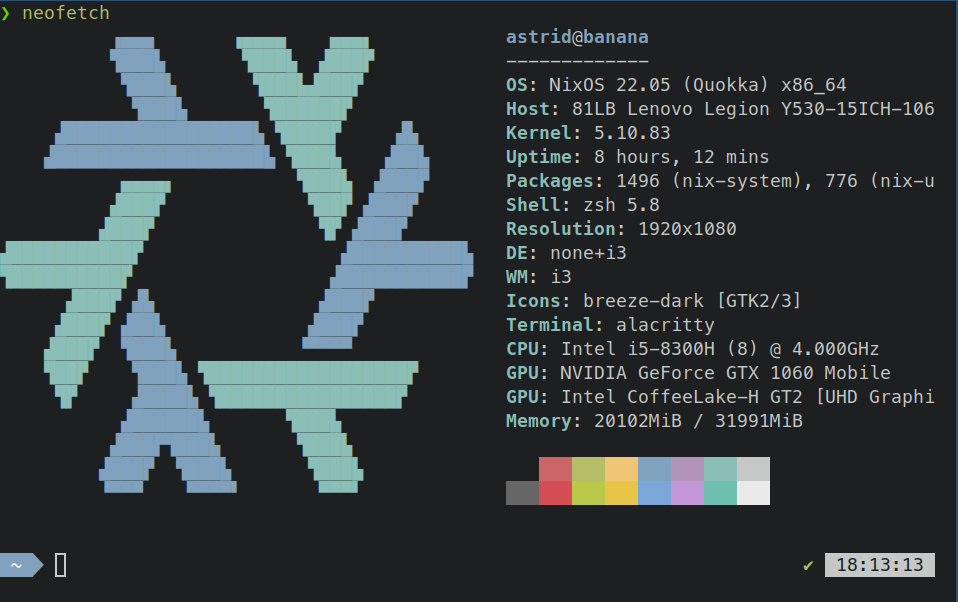 ❯ neofetch
astrid@banana
-------------
OS: NixOS 22.05 (Quokka) x86_64
Host: 81LB Lenovo Legion Y530-15ICH-106
Kernel: 5.10.83
Uptime: 8 hours, 12 mins
Packages: 1496 (nix-system), 776 (nix-u
Shell: zsh 5.8
Resolution: 1920x1080
DE: none+i3
WM: i3
Icons: breeze-dark [GTK2/3]
Terminal: alacritty
CPU: Intel i5-8300H (8) @ 4.000GHz
GPU: NVIDIA GeForce GTX 1060 Mobile
GPU: Intel CoffeeLake-H GT2 [UHD Graphi
Memory: 20102MiB / 31991MiB
~ ✔ 18:13:13